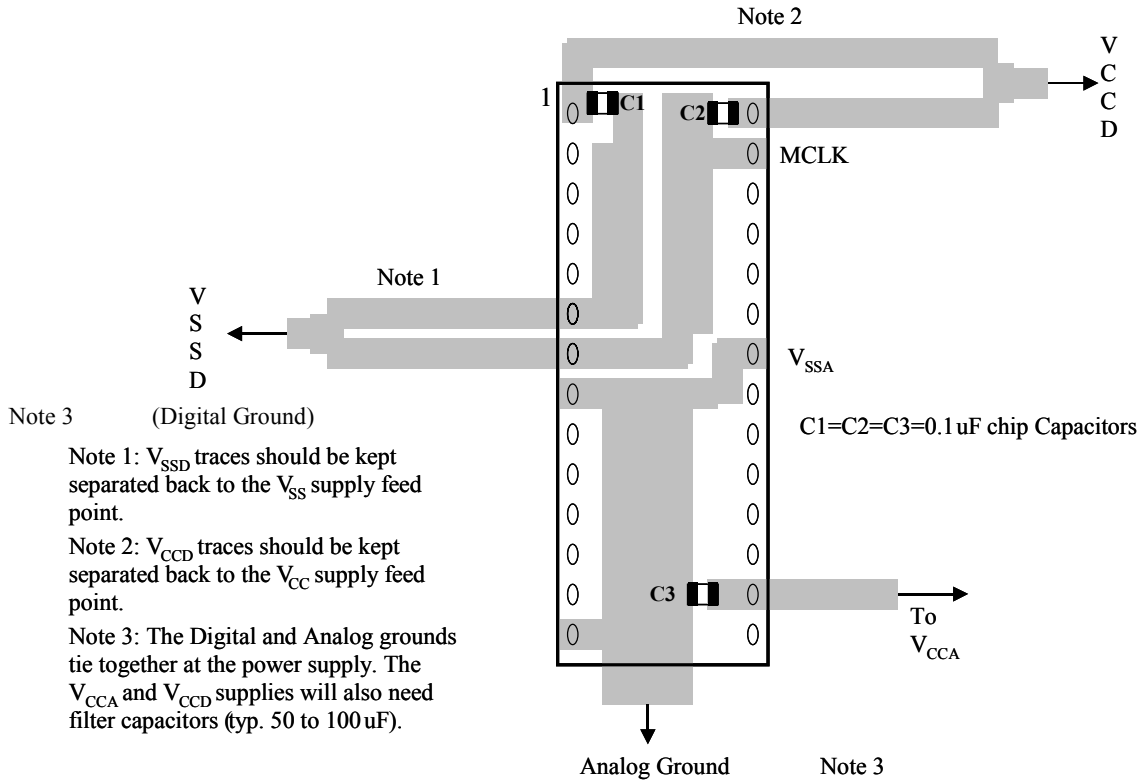 Note 2
V
C
C
D
1
C1
C2
MCLK
Note 1
V
S
S
D
V_SSA
Note 3 (Digital Ground)
C1=C2=C3=0.1uF chip Capacitors
Note 1: V_SSD traces should be kept
separated back to the V_SS supply feed
point.
Note 2: V_CCD traces should be kept
separated back to the V_CC supply feed
point.
C3
To
V_CCA
Note 3: The Digital and Analog grounds
tie together at the power supply. The
V_CCA and V_CCD supplies will also need
filter capacitors (typ. 50 to 100uF).
Analog Ground Note 3